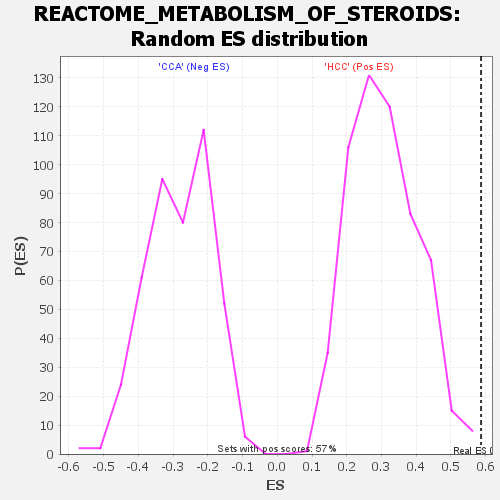 REACTOME_METABOLISM_OF_STEROIDS:
Random ES distribution
'CCA' (Neg ES) 'HCC' (Pos ES)
130
120
110
100
90
80
70
60
50
40
30
20
10
0
P(ES)
Sets with pos scores: 57%
Real ES 0
-0.6 -0.5 -0.4 -0.3 -0.2 -0.1 0.0 0.1 0.2 0.3 0.4 0.5 0.6
ES